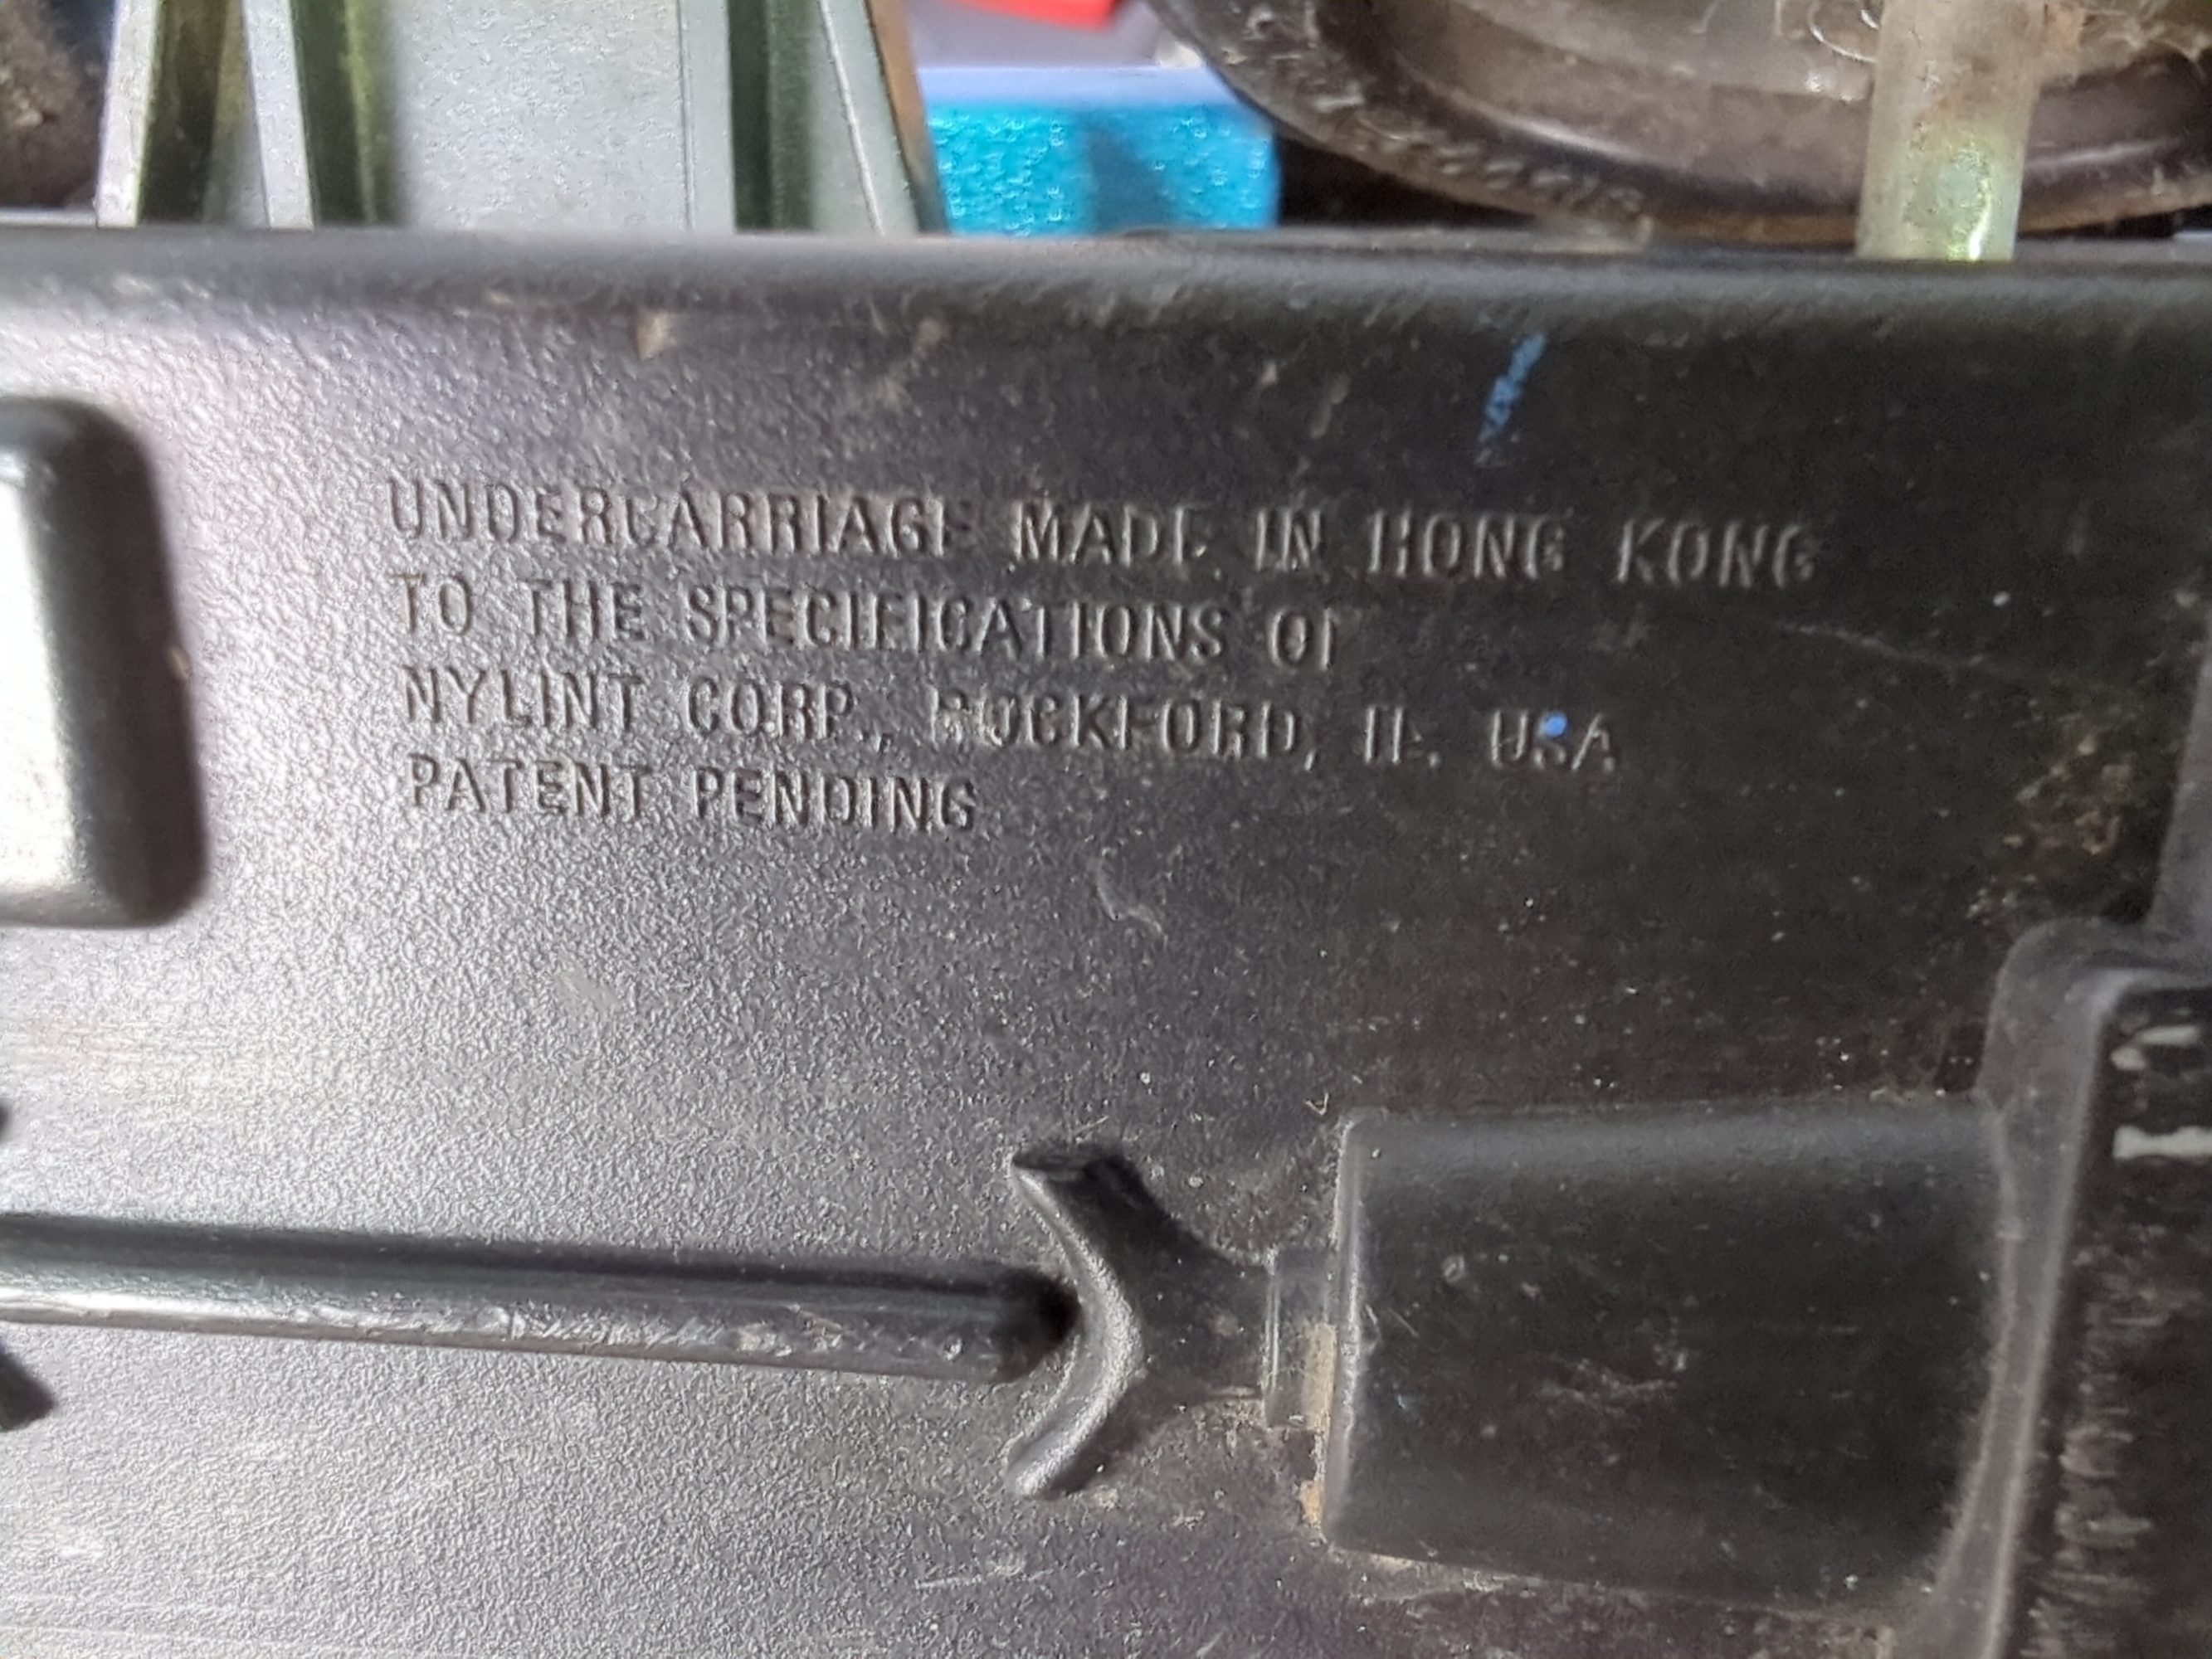 UNDERCARRIAGE MADE IN HONG KONG
TO THE SPECIFICATIONS OF
NYLINT CORP., ROCKFORD, IL. USA
PATENT PENDING